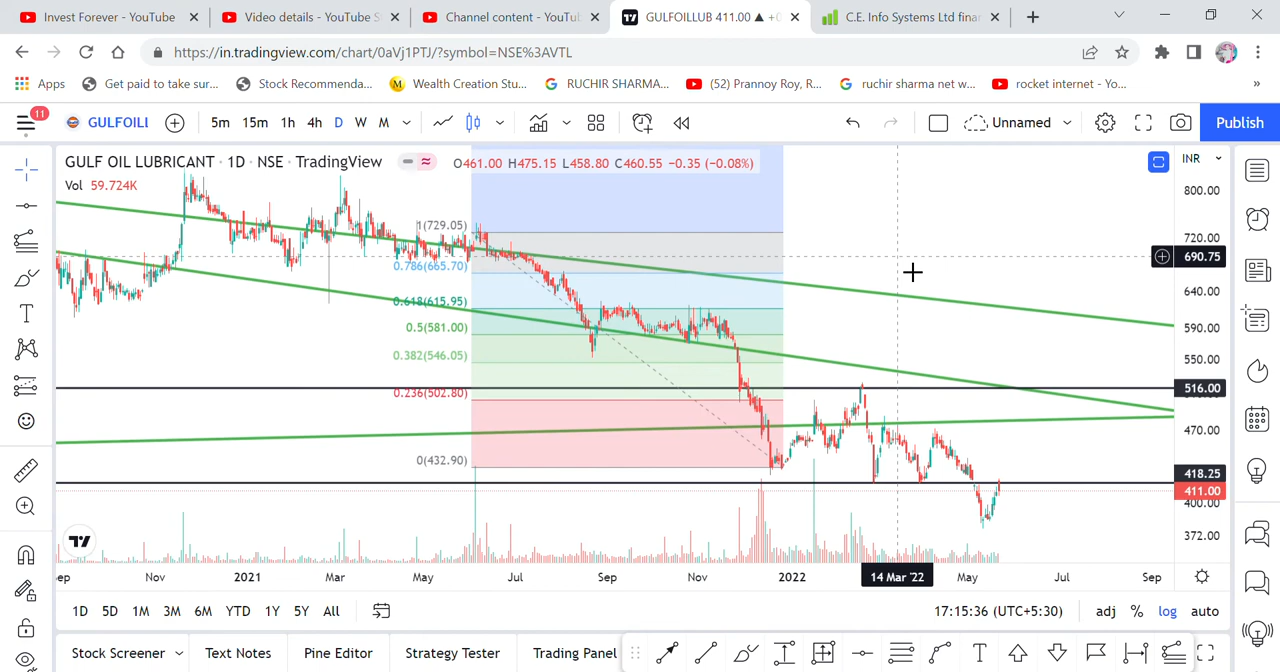 Invest Forever - YouTube
Video details - YouTube S
Channel content - YouTu
GULFOILLUB 411.00 ▲ +0
C.E. Info Systems Ltd finan
https://in.tradingview.com/chart/0aVj1PTJ/?symbol=NSE%3AVTL
Apps
Get paid to take sur...
Stock Recommenda...
Wealth Creation Stu...
RUCHIR SHARMA...
(52) Prannoy Roy, R...
ruchir sharma net w...
rocket internet - Yo...
»
11
GULFOILI
5m 15m 1h 4h D W M
Unnamed
Publish
GULF OIL LUBRICANT · 1D · NSE · TradingView
O461.00 H475.15 L458.80 C460.55 −0.35 (−0.08%)
INR
Vol 59.724K
800.00
1(729.05)
720.00
690.75
0.786(665.70)
640.00
0.618(615.95)
590.00
0.5(581.00)
0.382(546.05)
550.00
516.00
0.236(502.80)
470.00
0(432.90)
418.25
411.00
400.00
372.00
ep Nov 2021 Mar May Jul Sep Nov 2022 14 Mar '22 May Jul Sep
1D 5D 1M 3M 6M YTD 1Y 5Y All
17:15:36 (UTC+5:30)
adj % log auto
Stock Screener
Text Notes
Pine Editor
Strategy Tester
Trading Panel